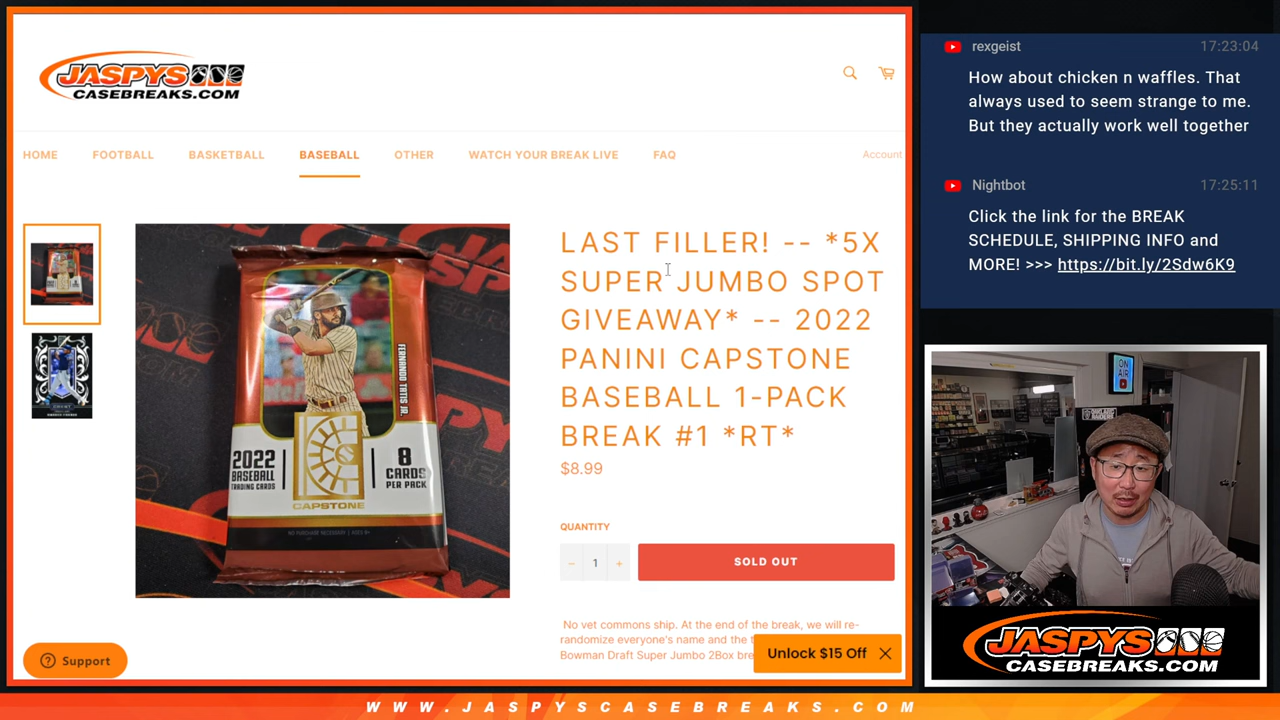 JASPYS
CASEBREAKS.COM
HOME
FOOTBALL
BASKETBALL
BASEBALL
OTHER
WATCH YOUR BREAK LIVE
FAQ
Account
FERNANDO TATIS JR.
2022
BASEBALL
TRADING CARDS
8
CARDS
PER PACK
CAPSTONE
LAST FILLER! -- *5X
SUPER JUMBO SPOT
GIVEAWAY* -- 2022
PANINI CAPSTONE
BASEBALL 1-PACK
BREAK #1 *RT*
$8.99
QUANTITY
− 1 +
SOLD OUT
No vet commons ship. At the end of the break, we will re-
randomize everyone's name and the t
Bowman Draft Super Jumbo 2Box bre
Unlock $15 Off
Support
rexgeist 17:23:04
How about chicken n waffles. That
always used to seem strange to me.
But they actually work well together
Nightbot 17:25:11
Click the link for the BREAK
SCHEDULE, SHIPPING INFO and
MORE! >>> https://bit.ly/2Sdw6K9
ON
AIR
JASPYS
CASEBREAKS.COM
WWW.JASPYSCASEBREAKS.COM